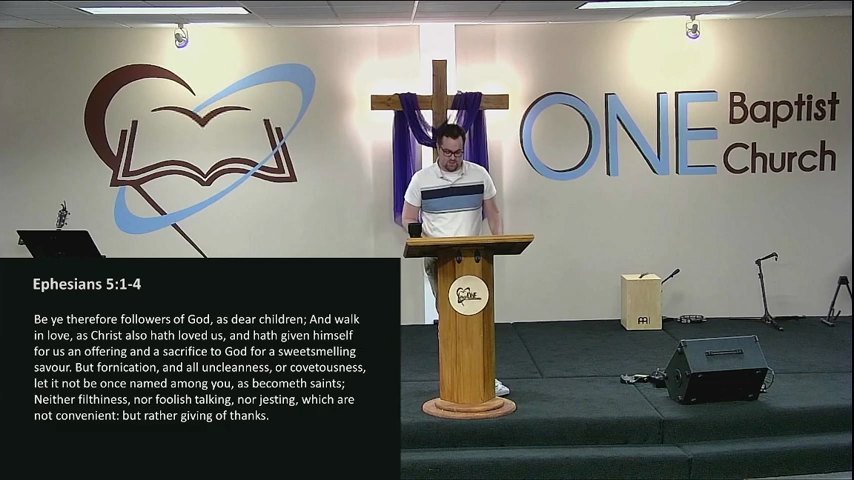 ONE Baptist
Church
ONE
Ephesians 5:1-4
Be ye therefore followers of God, as dear children; And walk
in love, as Christ also hath loved us, and hath given himself
for us an offering and a sacrifice to God for a sweetsmelling
savour. But fornication, and all uncleanness, or covetousness,
let it not be once named among you, as becometh saints;
Neither filthiness, nor foolish talking, nor jesting, which are
not convenient: but rather giving of thanks.